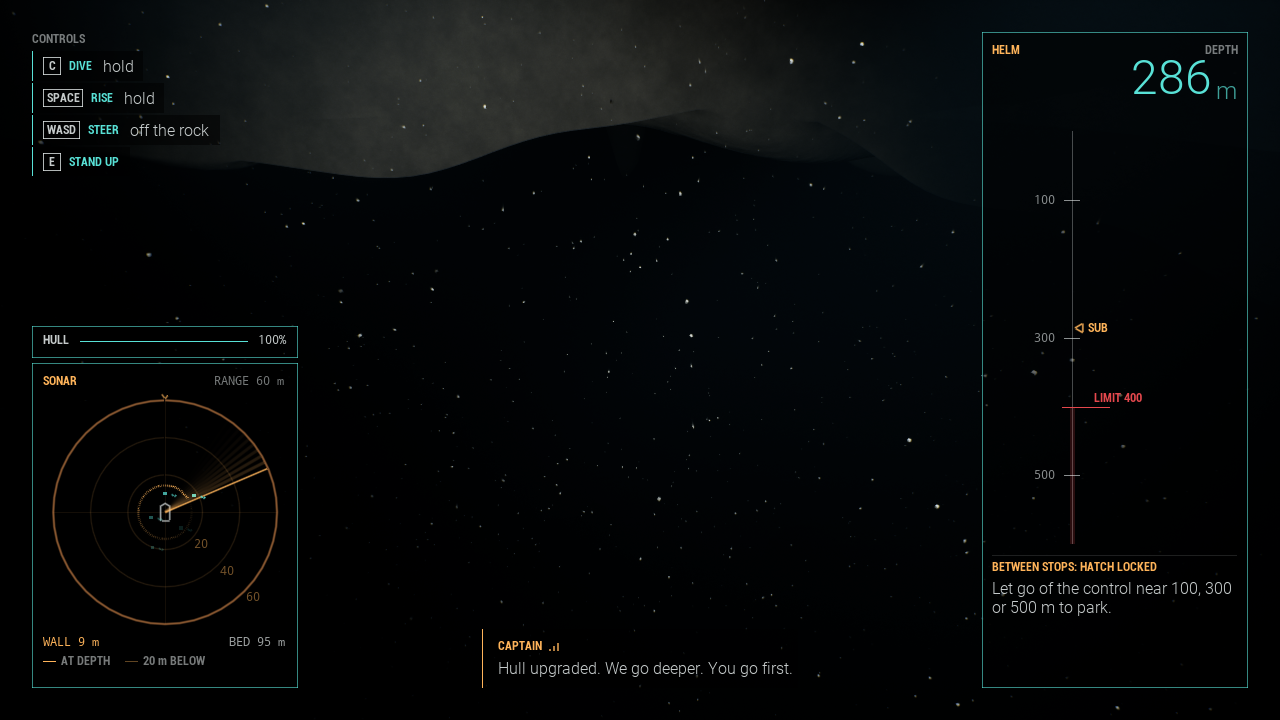 CONTROLS
C DIVE hold
SPACE RISE hold
WASD STEER off the rock
E STAND UP
HULL 100%
SONAR RANGE 60 m
20
40
60
WALL 9 m BED 95 m
AT DEPTH 20 m BELOW
CAPTAIN
Hull upgraded. We go deeper. You go first.
HELM DEPTH
286 m
100
SUB
300
LIMIT 400
500
BETWEEN STOPS: HATCH LOCKED
Let go of the control near 100, 300
or 500 m to park.